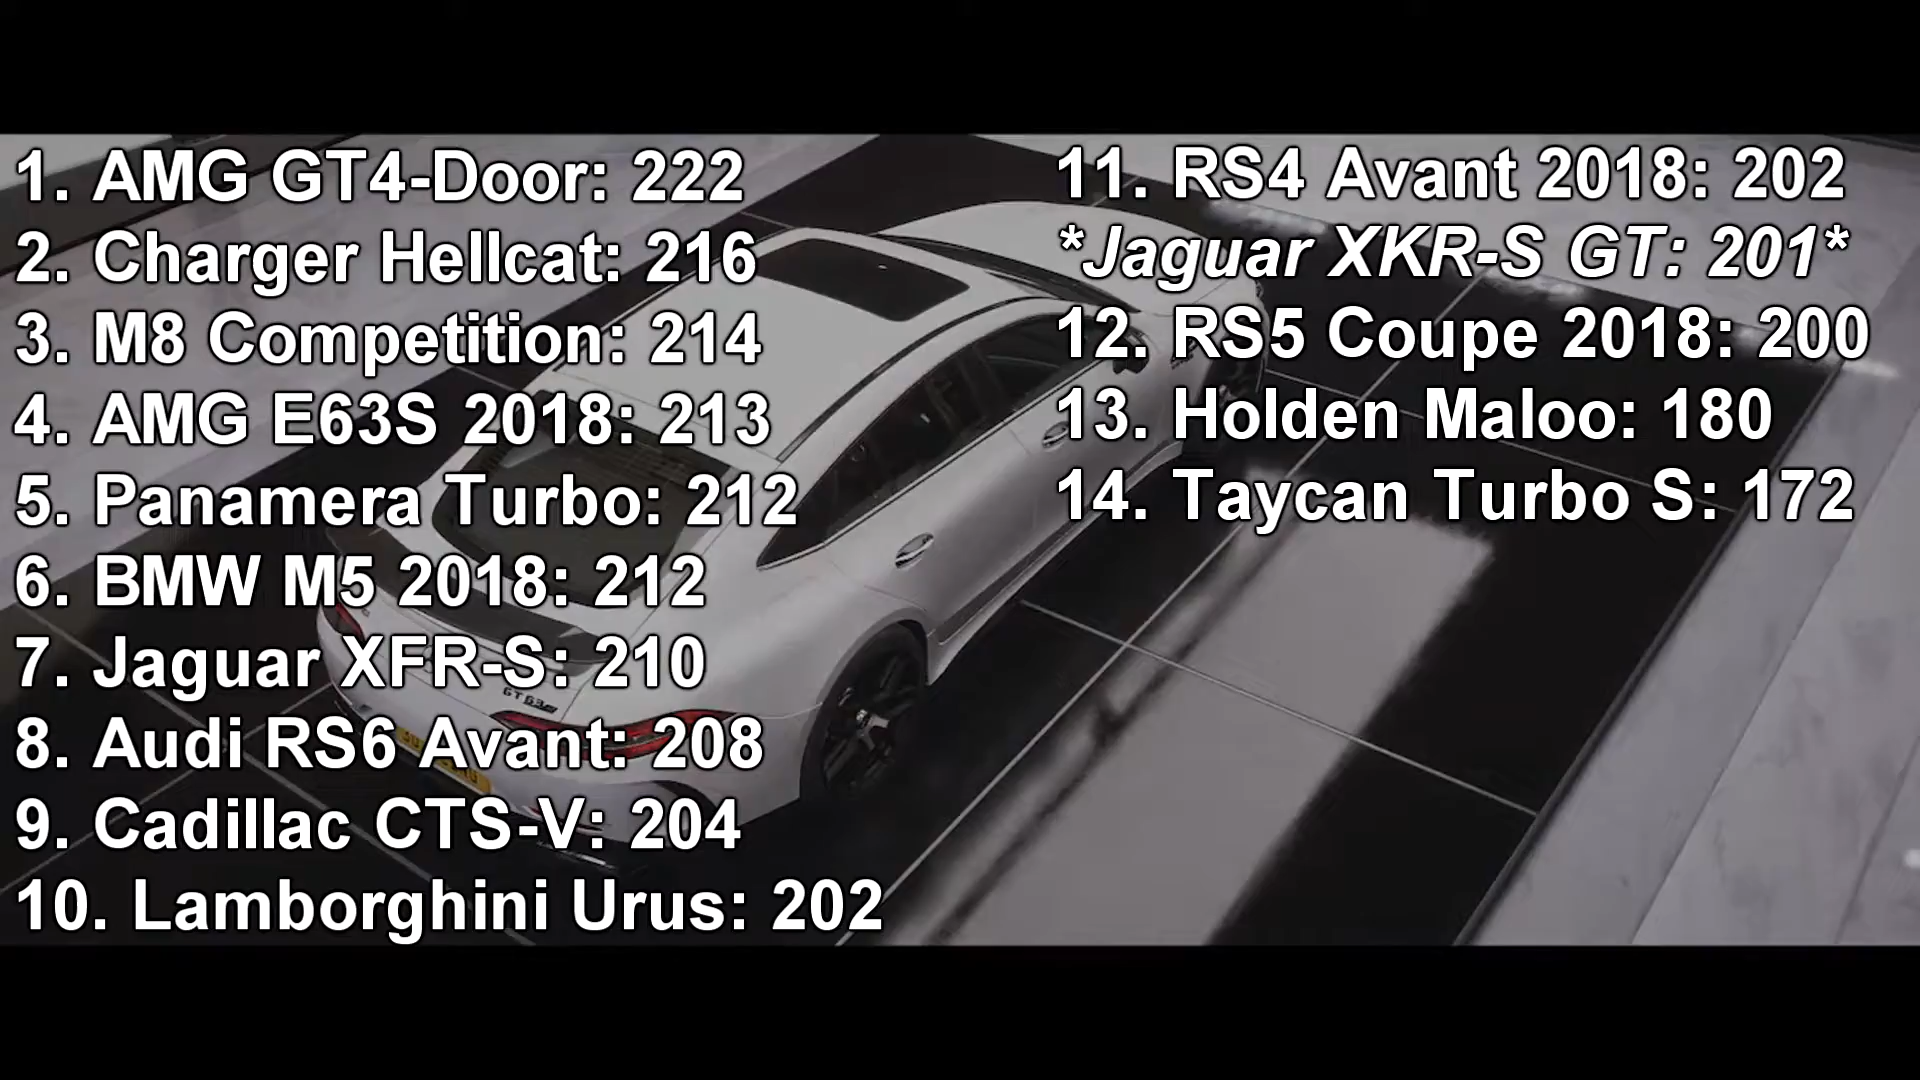 1. AMG GT4-Door: 222
2. Charger Hellcat: 216
3. M8 Competition: 214
4. AMG E63S 2018: 213
5. Panamera Turbo: 212
6. BMW M5 2018: 212
7. Jaguar XFR-S: 210
8. Audi RS6 Avant: 208
9. Cadillac CTS-V: 204
10. Lamborghini Urus: 202
11. RS4 Avant 2018: 202
*Jaguar XKR-S GT: 201*
12. RS5 Coupe 2018: 200
13. Holden Maloo: 180
14. Taycan Turbo S: 172
GT 63